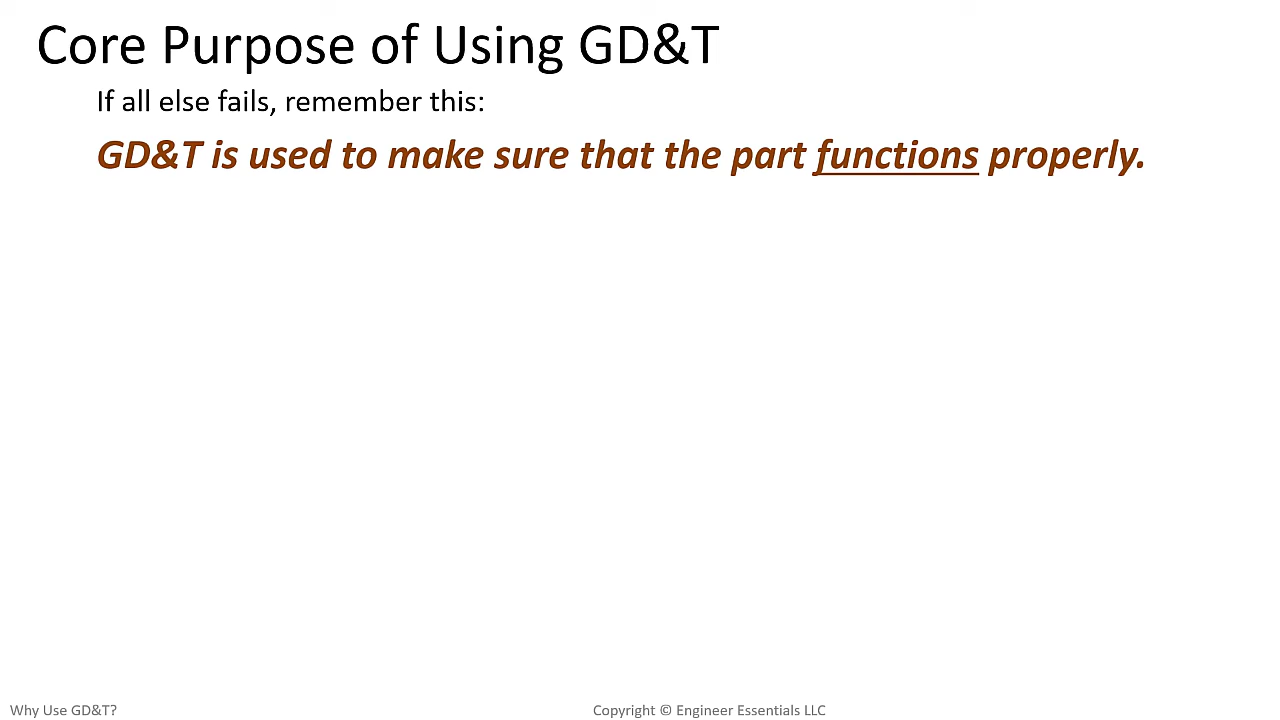 Core Purpose of Using GD&T
If all else fails, remember this:
GD&T is used to make sure that the part functions properly.
Why Use GD&T?
Copyright © Engineer Essentials LLC